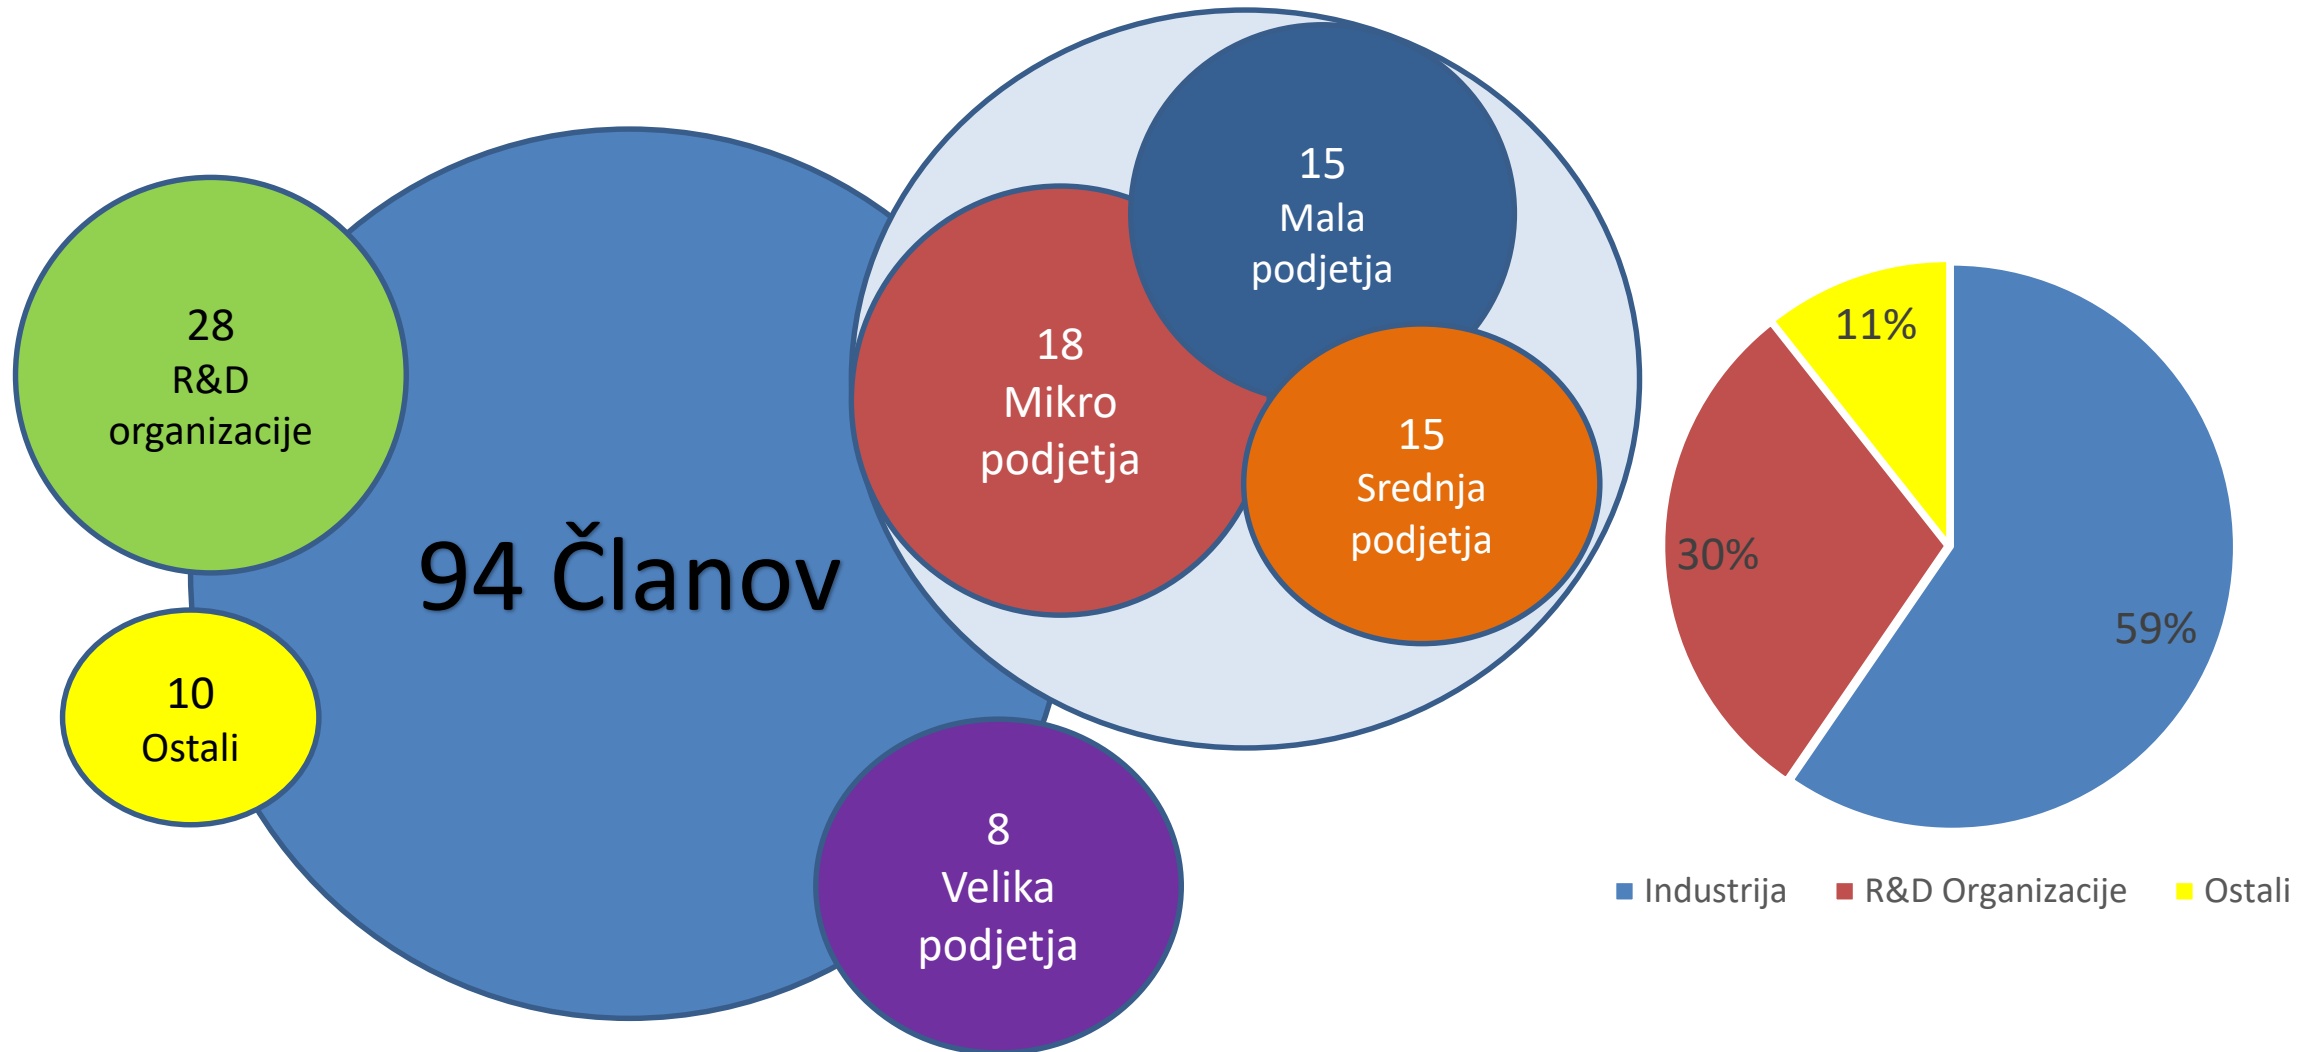 28
R&D
organizacije
94 Članov
10
Ostali
15
Mala
podjetja
18
Mikro
podjetja
15
Srednja
podjetja
8
Velika
podjetja
11%
30%
59%
Industrija
R&D Organizacije
Ostali